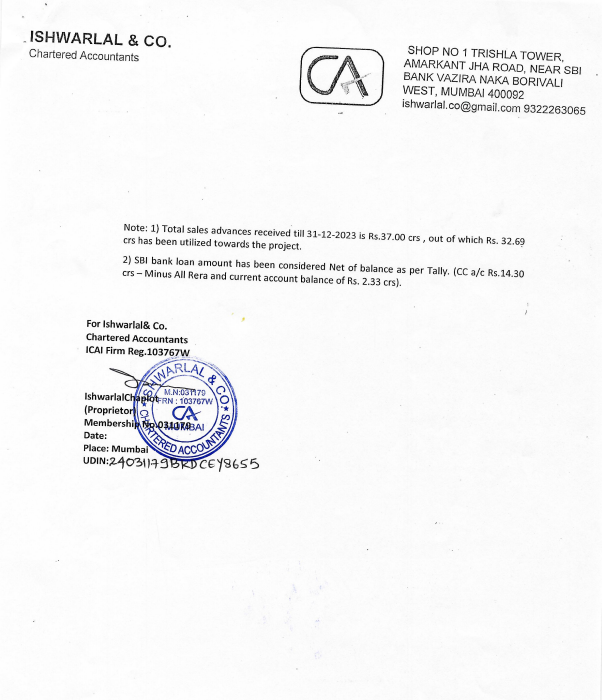 ISHWARLAL & CO.
Chartered Accountants
CA
SHOP NO 1 TRISHLA TOWER,
AMARKANT JHA ROAD, NEAR SBI
BANK VAZIRA NAKA BORIVALI
WEST, MUMBAI 400092
ishwarlal.co@gmail.com 9322263065
Note: 1) Total sales advances received till 31-12-2023 is Rs.37.00 crs , out of which Rs. 32.69
crs has been utilized towards the project.
2) SBI bank loan amount has been considered Net of balance as per Tally. (CC a/c Rs.14.30
crs – Minus All Rera and current account balance of Rs. 2.33 crs).
For Ishwarlal& Co.
Chartered Accountants
ICAI Firm Reg.103767W
IshwarlalChaplot
(Proprietor)
Membership No.031179
Date:
Place: Mumbai
UDIN:24031179BKDCEY8655
ISHWARLAL & CO.
M.N:031179
FRN : 103767W
CA
MUMBAI
CHARTERED ACCOUNTANTS